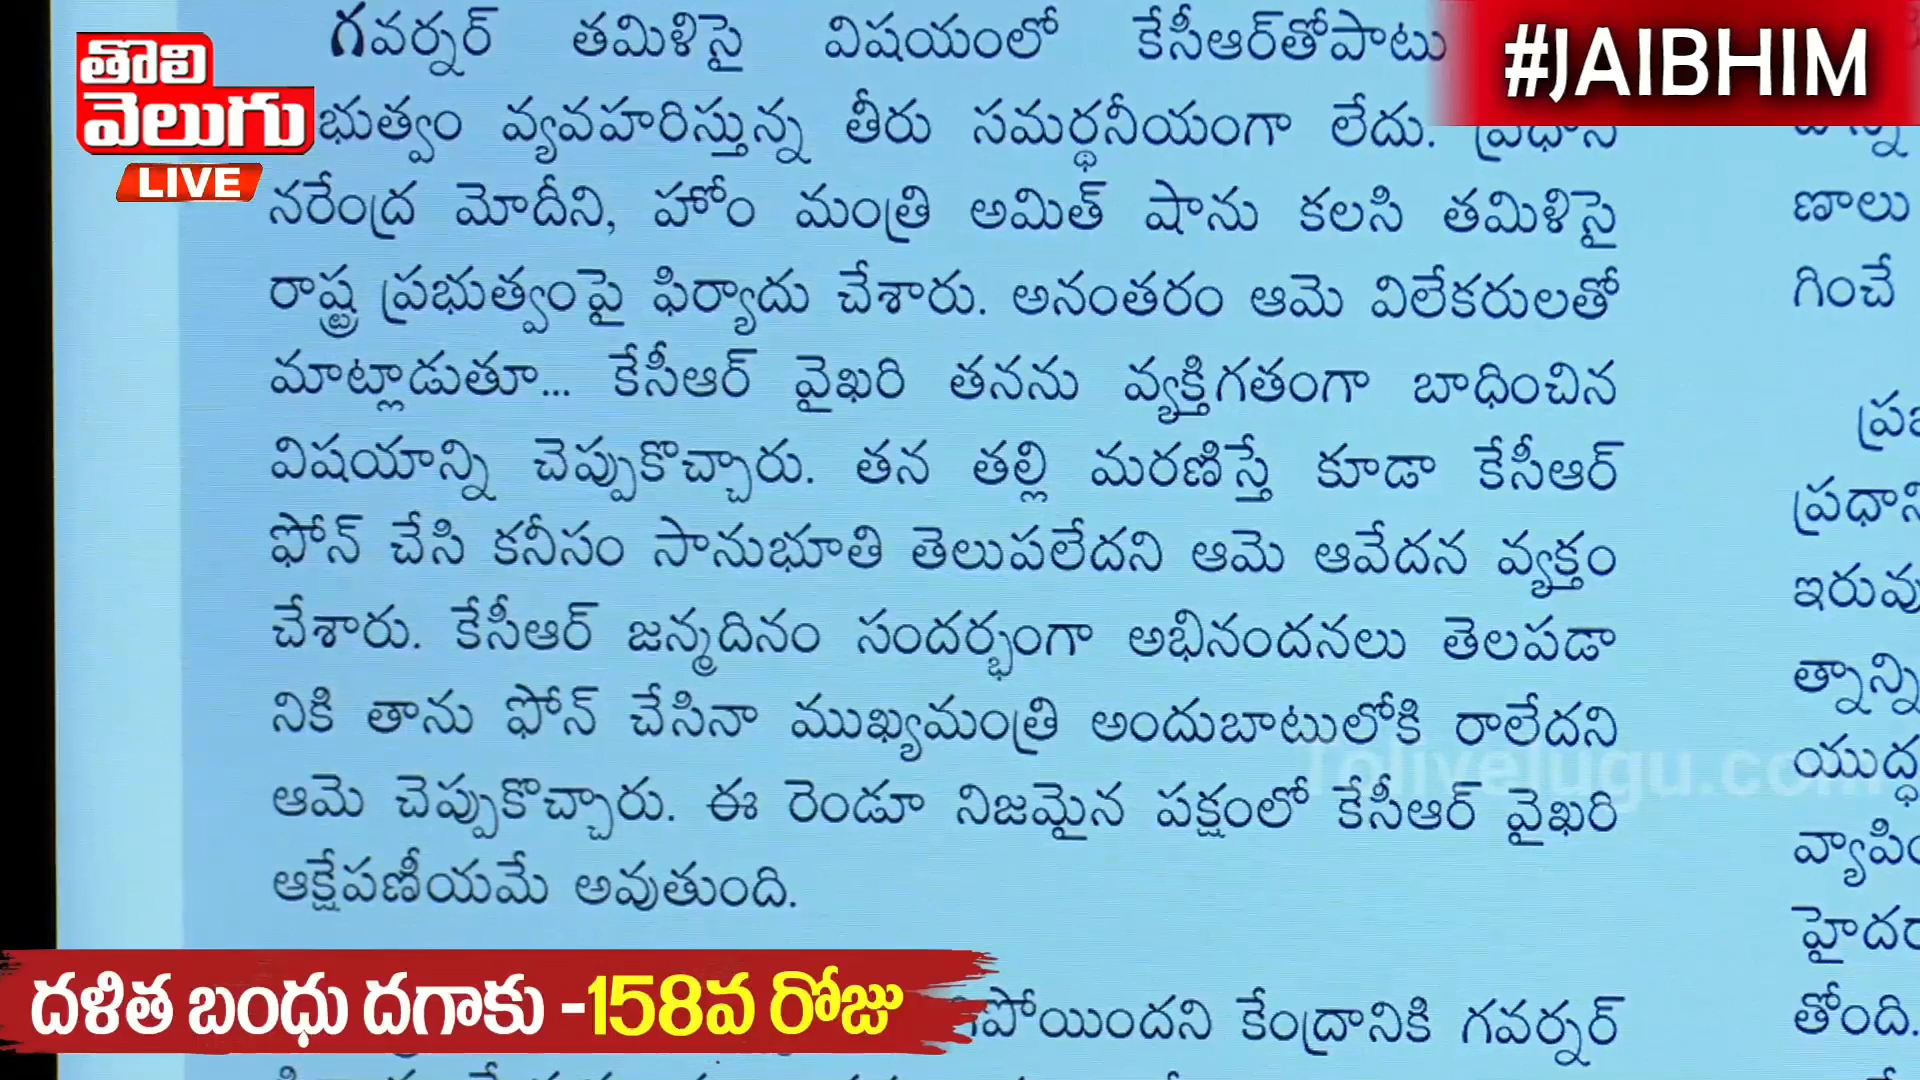 తొలి
వెలుగు
LIVE
#JAIBHIM
గవర్నర్ తమిళిసై విషయంలో కేసీఆర్‌తోపాటు
భుత్వం వ్యవహరిస్తున్న తీరు సమర్థనీయంగా లేదు. ప్రధాని
నరేంద్ర మోదీని, హోం మంత్రి అమిత్ షాను కలసి తమిళిసై
రాష్ట్ర ప్రభుత్వంపై ఫిర్యాదు చేశారు. అనంతరం ఆమె విలేకరులతో
మాట్లాడుతూ... కేసీఆర్ వైఖరి తనను వ్యక్తిగతంగా బాధించిన
విషయాన్ని చెప్పుకొచ్చారు. తన తల్లి మరణిస్తే కూడా కేసీఆర్
ఫోన్ చేసి కనీసం సానుభూతి తెలుపలేదని ఆమె ఆవేదన వ్యక్తం
చేశారు. కేసీఆర్ జన్మదినం సందర్భంగా అభినందనలు తెలపడా
నికి తాను ఫోన్ చేసినా ముఖ్యమంత్రి అందుబాటులోకి రాలేదని
ఆమె చెప్పుకొచ్చారు. ఈ రెండూ నిజమైన పక్షంలో కేసీఆర్ వైఖరి
ఆక్షేపణీయమే అవుతుంది.
పోయిందని కేంద్రానికి గవర్నర్
ణాలు
గించే
ప్రధాని
ఇరువు
త్నాన్ని
యుద్ధ
వ్యాపిం
హైదరా
తోంది.
Tolivelugu.com
దళిత బంధు దగాకు -158వ రోజు